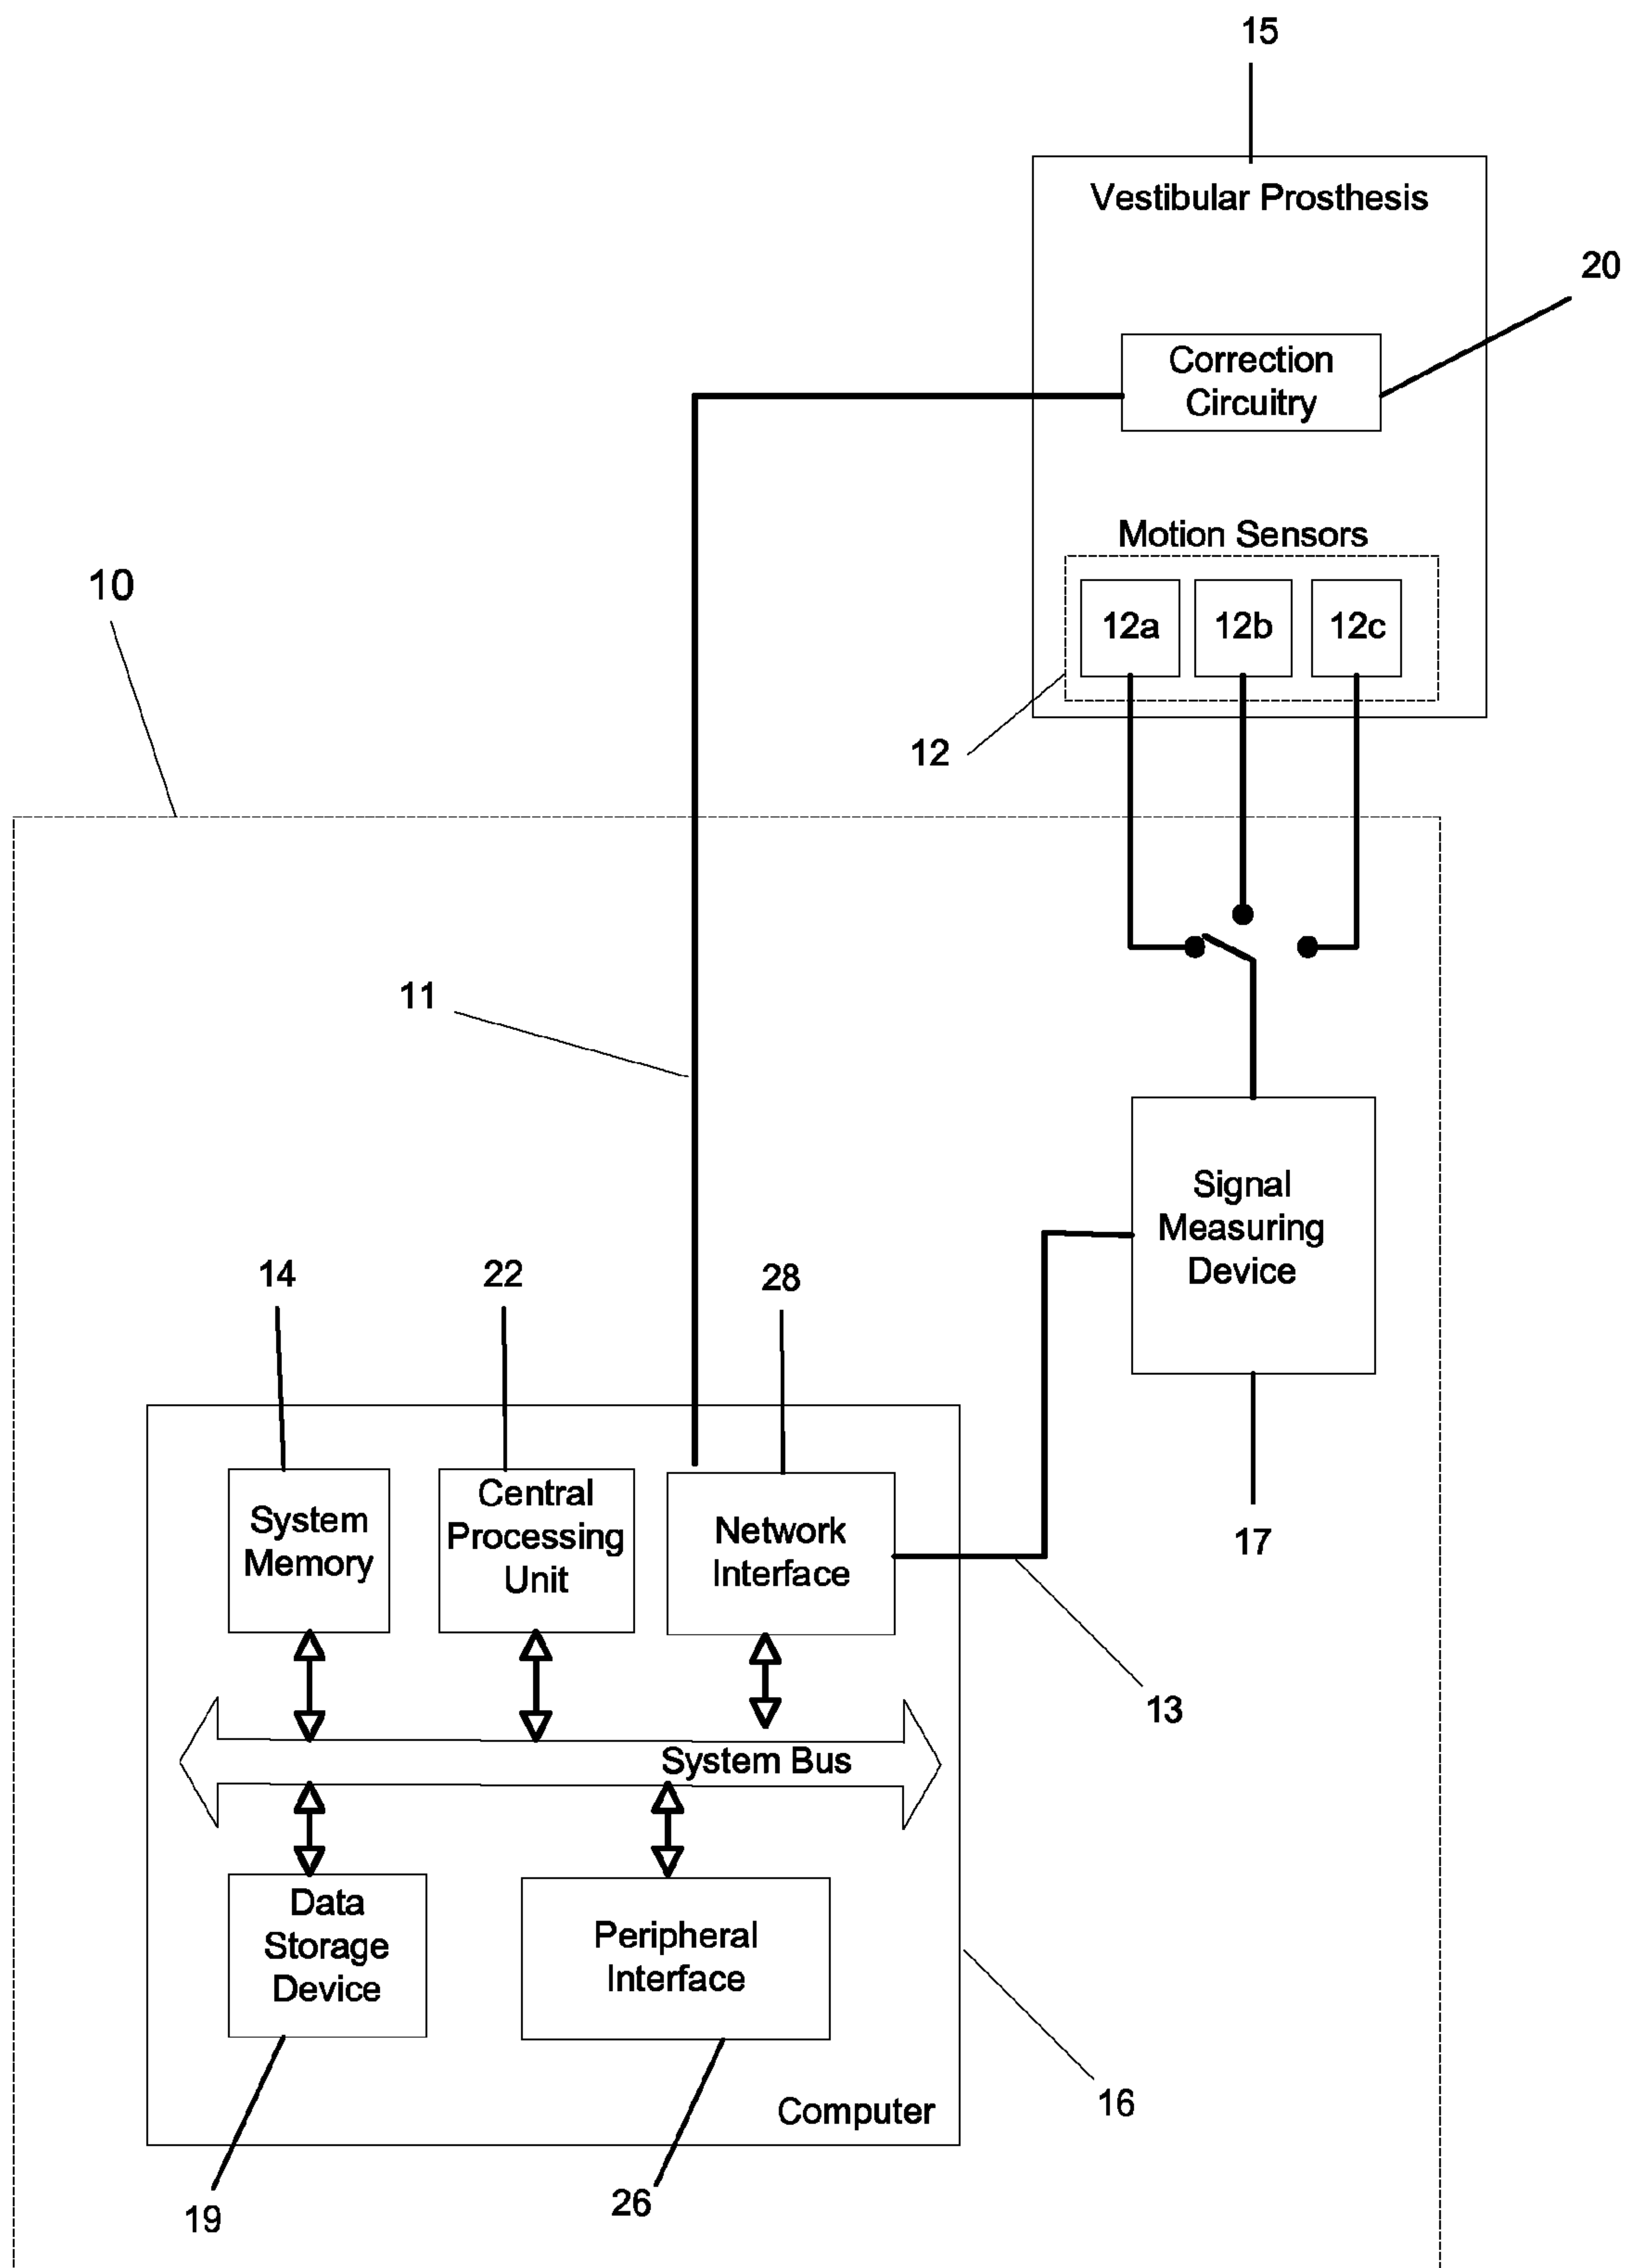 15
Vestibular Prosthesis
20
Correction
Circuitry
Motion Sensors
10
12a
12b
12c
12
11
Signal
Measuring
Device
14
22
28
17
System
Memory
Central
Processing
Unit
Network
Interface
13
System Bus
Data
Storage
Device
Peripheral
Interface
16
Computer
19
26